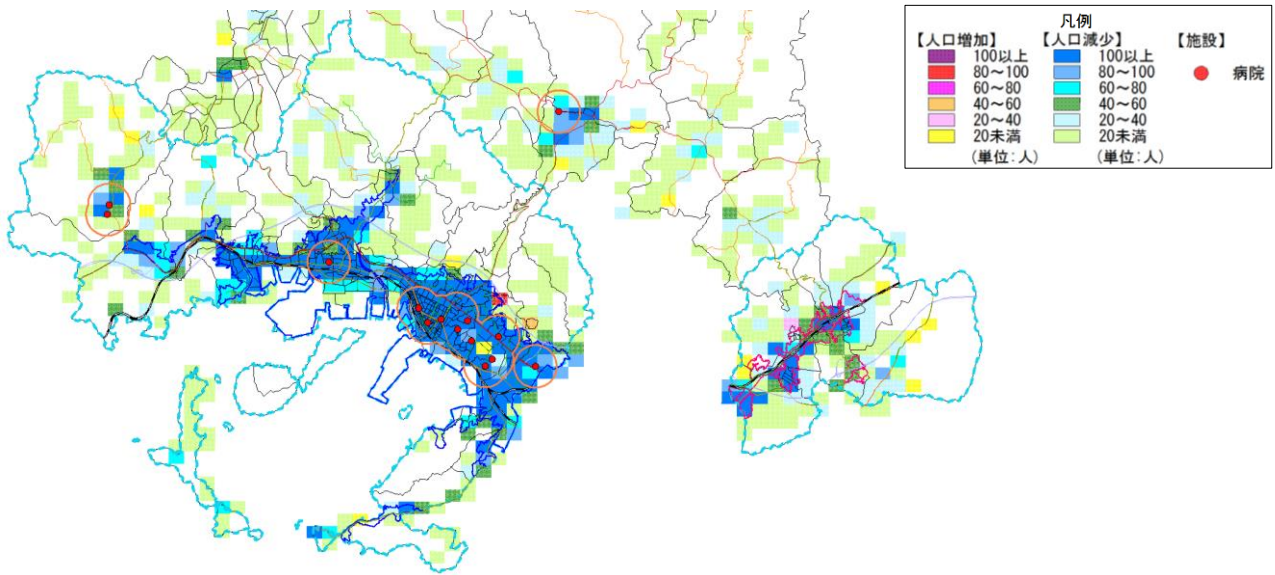 凡例
【人口増加】 【人口減少】 【施設】
100以上 100以上 病院
80~100 80~100
60~80 60~80
40~60 40~60
20~40 20~40
20未満 20未満
(単位:人) (単位:人)